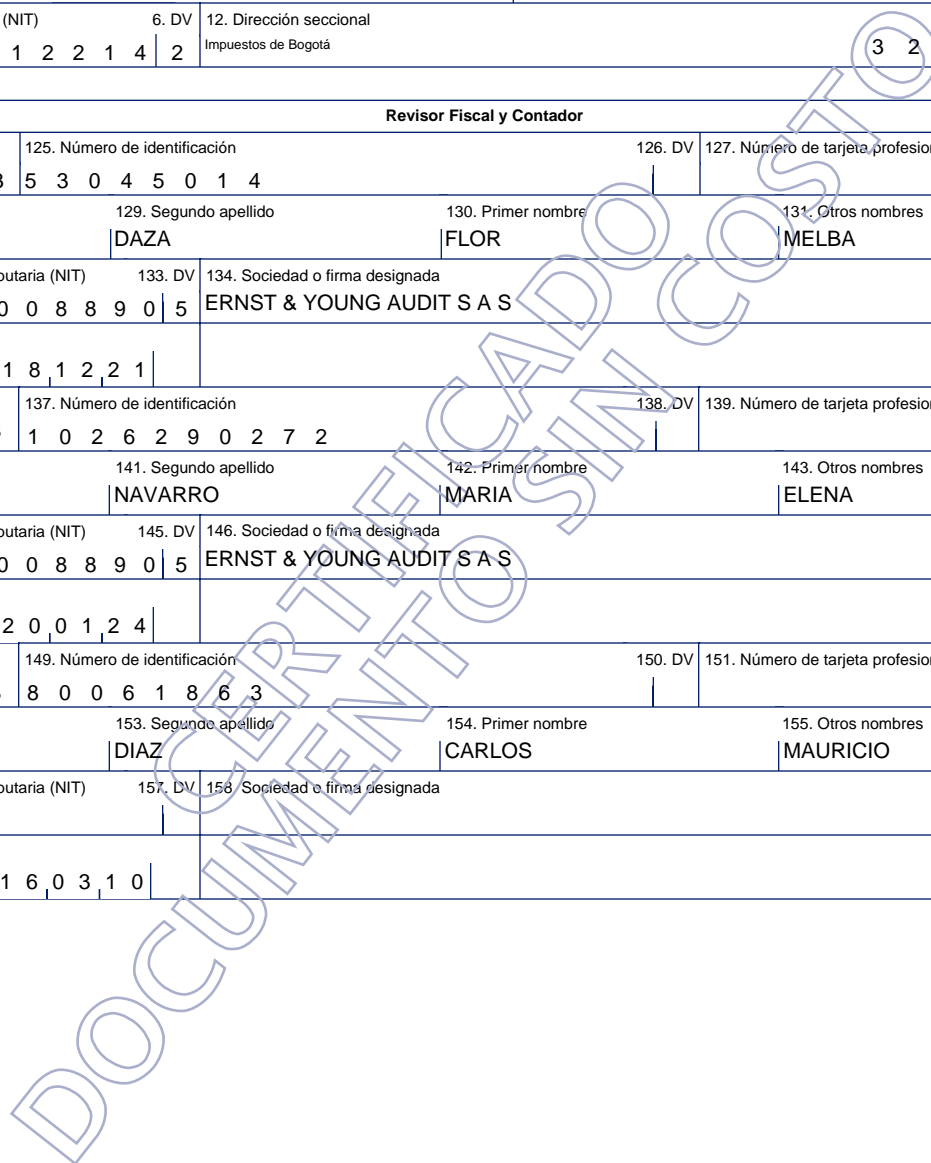 (NIT) 6. DV 12. Dirección seccional
1 2 2 1 4 2 Impuestos de Bogotá 3 2
Revisor Fiscal y Contador
125. Número de identificación 126. DV 127. Número de tarjeta profesion
5 3 0 4 5 0 1 4
129. Segundo apellido 130. Primer nombre 131. Otros nombres
DAZA FLOR MELBA
butaria (NIT) 133. DV 134. Sociedad o firma designada
0 0 8 8 9 0 5 ERNST & YOUNG AUDIT S A S
1 8 1 2 2 1
137. Número de identificación 138. DV 139. Número de tarjeta profesion
1 0 2 6 2 9 0 2 7 2
141. Segundo apellido 142. Primer nombre 143. Otros nombres
NAVARRO MARIA ELENA
butaria (NIT) 145. DV 146. Sociedad o firma designada
0 0 8 8 9 0 5 ERNST & YOUNG AUDIT S A S
2 0 0 1 2 4
149. Número de identificación 150. DV 151. Número de tarjeta profesion
8 0 0 6 1 8 6 3
153. Segundo apellido 154. Primer nombre 155. Otros nombres
DIAZ CARLOS MAURICIO
butaria (NIT) 157. DV 158. Sociedad o firma designada
1 6 0 3 1 0
CERTIFICADO
DOCUMENTO SIN COSTO